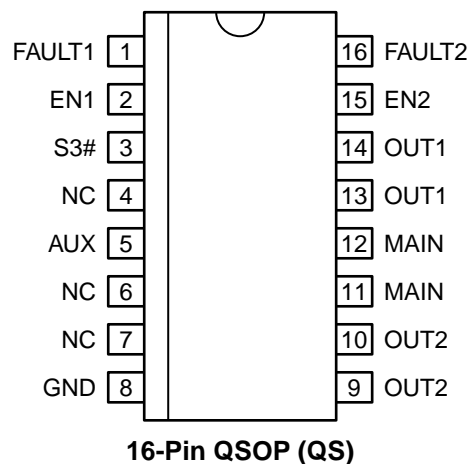 FAULT1 1 16 FAULT2
EN1 2 15 EN2
S3# 3 14 OUT1
NC 4 13 OUT1
AUX 5 12 MAIN
NC 6 11 MAIN
NC 7 10 OUT2
GND 8 9 OUT2
16-Pin QSOP (QS)